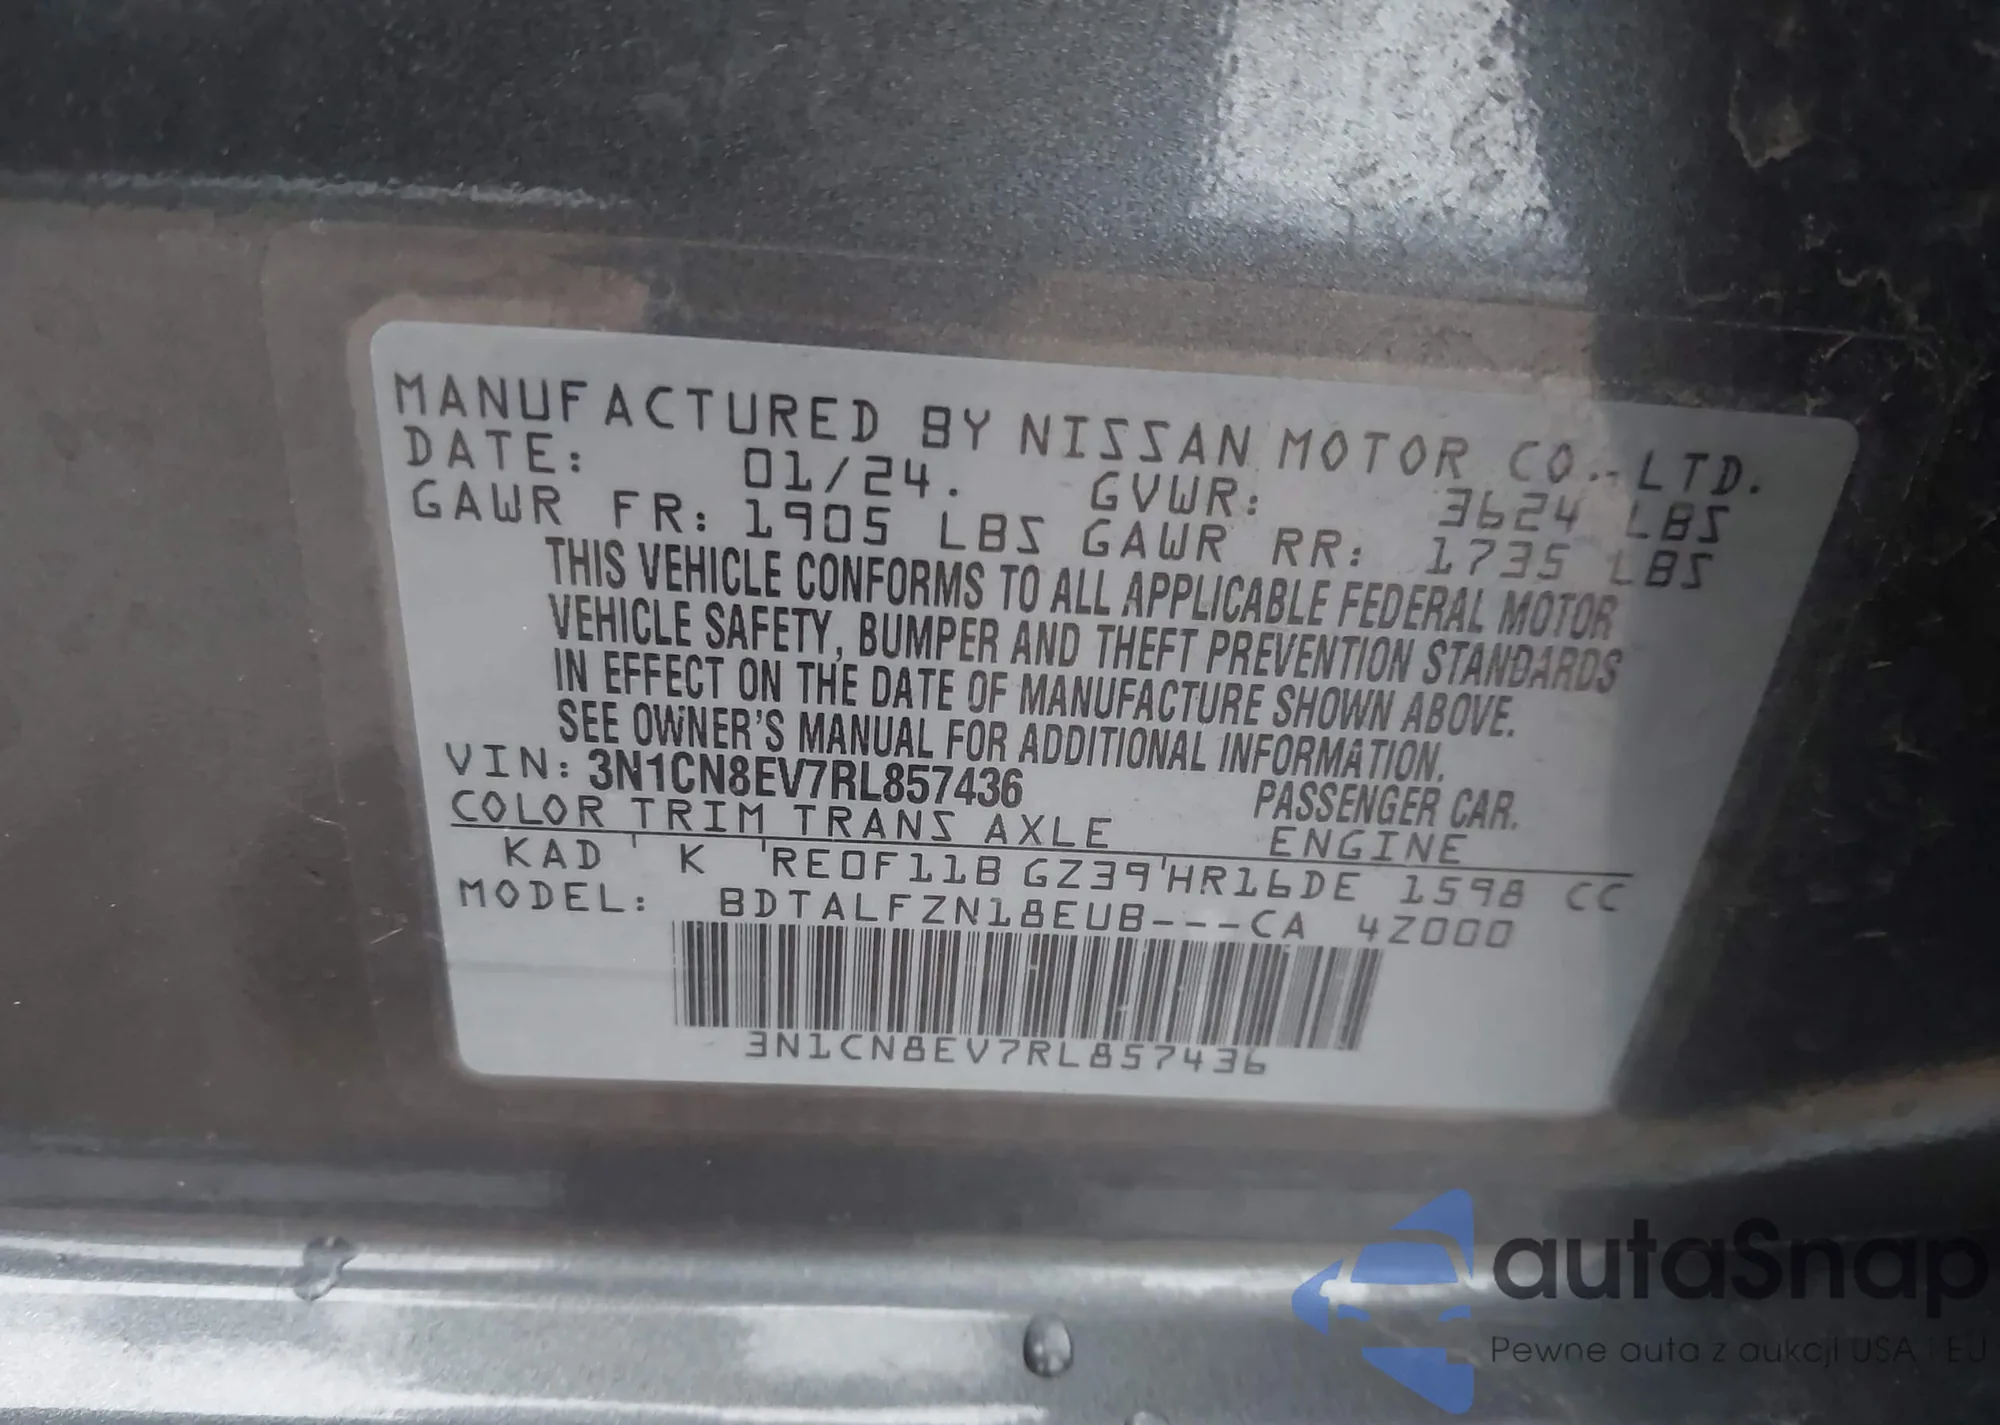 MANUFACTURED BY NISSAN MOTOR CO.,LTD.
DATE: 01/24. GVWR: 3624 LBS
GAWR FR: 1905 LBS GAWR RR: 1735 LBS
THIS VEHICLE CONFORMS TO ALL APPLICABLE FEDERAL MOTOR
VEHICLE SAFETY, BUMPER AND THEFT PREVENTION STANDARDS
IN EFFECT ON THE DATE OF MANUFACTURE SHOWN ABOVE.
SEE OWNER'S MANUAL FOR ADDITIONAL INFORMATION.
VIN: 3N1CN8EV7RL857436 PASSENGER CAR.
COLOR TRIM TRANS AXLE ENGINE
KAD K RE0F11B GZ39 HR16DE 1598 CC
MODEL: BDTALFZN18EUB---CA 4Z000
3N1CN8EV7RL857436
autaSnap
Pewne auta z aukcji USA i EU